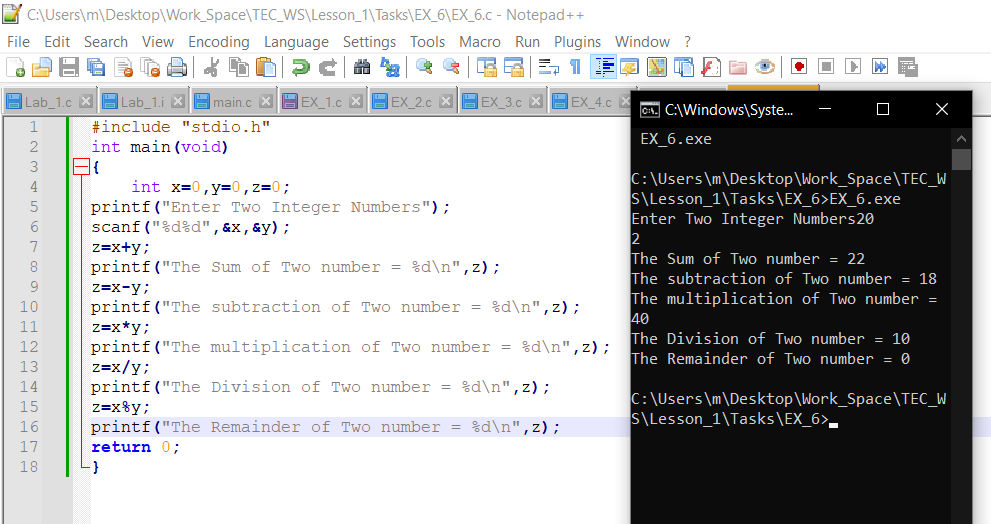 C:\Users\m\Desktop\Work_Space\TEC_WS\Lesson_1\Tasks\EX_6\EX_6.c - Notepad++
File Edit Search View Encoding Language Settings Tools Macro Run Plugins Window ?
Lab_1.c Lab_1.i main.c EX_1.c EX_2.c EX_3.c EX_4.c
1 #include "stdio.h"
2 int main(void)
3 {
4 int x=0,y=0,z=0;
5 printf("Enter Two Integer Numbers");
6 scanf("%d%d",&x,&y);
7 z=x+y;
8 printf("The Sum of Two number = %d\n",z);
9 z=x-y;
10 printf("The subtraction of Two number = %d\n",z);
11 z=x*y;
12 printf("The multiplication of Two number = %d\n",z);
13 z=x/y;
14 printf("The Division of Two number = %d\n",z);
15 z=x%y;
16 printf("The Remainder of Two number = %d\n",z);
17 return 0;
18 }
C:\Windows\Syste...
EX_6.exe
C:\Users\m\Desktop\Work_Space\TEC_W
S\Lesson_1\Tasks\EX_6>EX_6.exe
Enter Two Integer Numbers20
2
The Sum of Two number = 22
The subtraction of Two number = 18
The multiplication of Two number =
40
The Division of Two number = 10
The Remainder of Two number = 0
C:\Users\m\Desktop\Work_Space\TEC_W
S\Lesson_1\Tasks\EX_6>